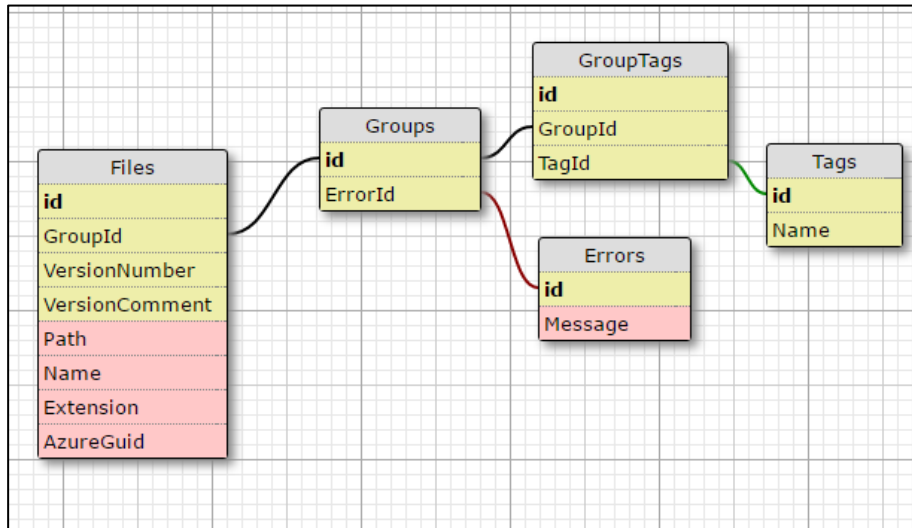 Files
id
GroupId
VersionNumber
VersionComment
Path
Name
Extension
AzureGuid
Groups
id
ErrorId
GroupTags
id
GroupId
TagId
Errors
id
Message
Tags
id
Name